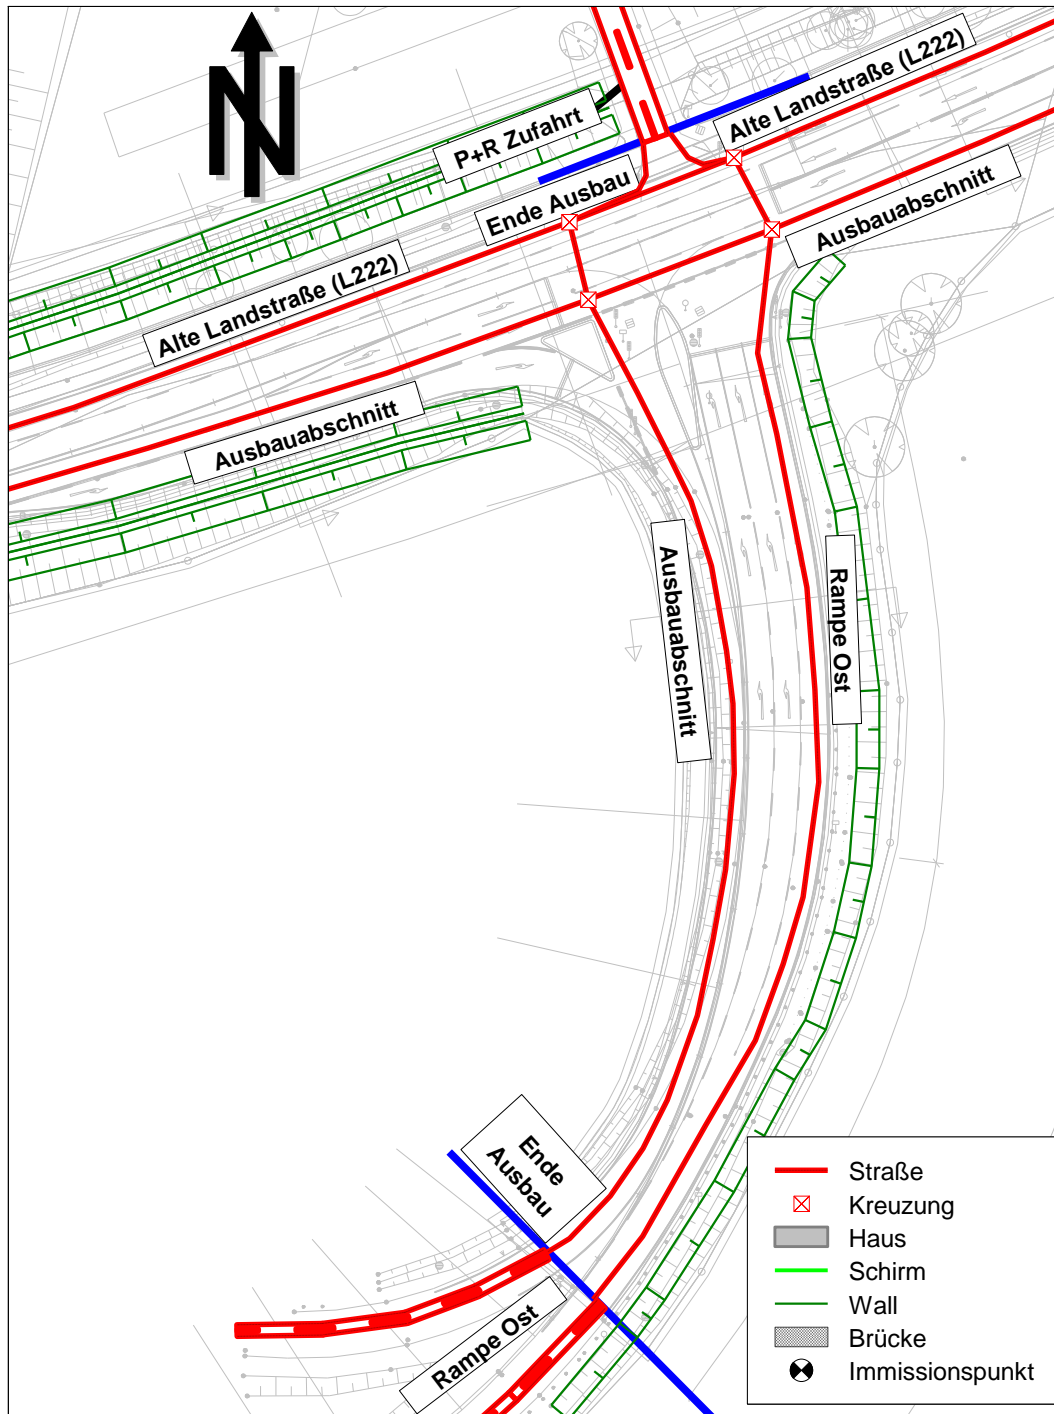 N
Alte Landstraße (L222)
P+R Zufahrt
Ende Ausbau
Ausbauabschnitt
Alte Landstraße (L222)
Ausbauabschnitt
Ausbauabschnitt
Rampe Ost
Ende
Ausbau
Rampe Ost
Straße
Kreuzung
Haus
Schirm
Wall
Brücke
Immissionspunkt